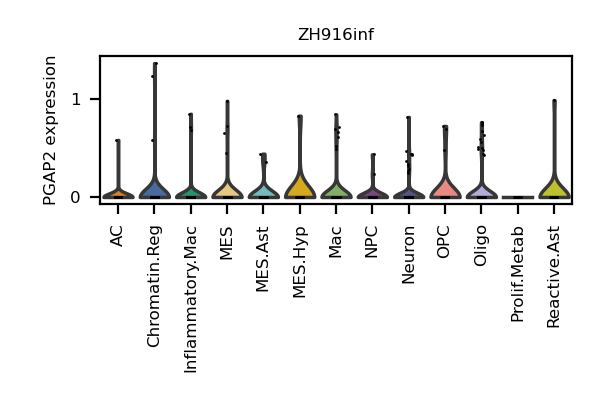 ZH916inf
PGAP2 expression
1
0
AC
Chromatin.Reg
Inflammatory.Mac
MES
MES.Ast
MES.Hyp
Mac
NPC
Neuron
OPC
Oligo
Prolif.Metab
Reactive.Ast